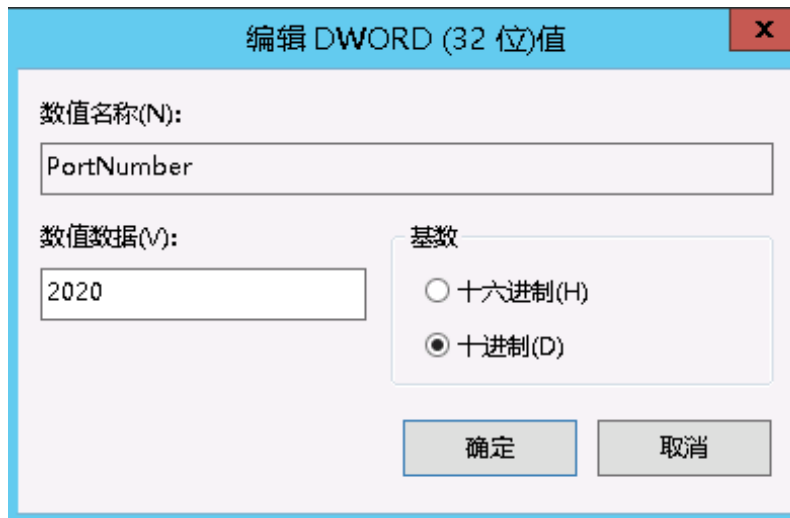 编辑 DWORD (32 位)值
x
数值名称(N):
PortNumber
数值数据(V):
2020
基数
十六进制(H)
十进制(D)
确定
取消